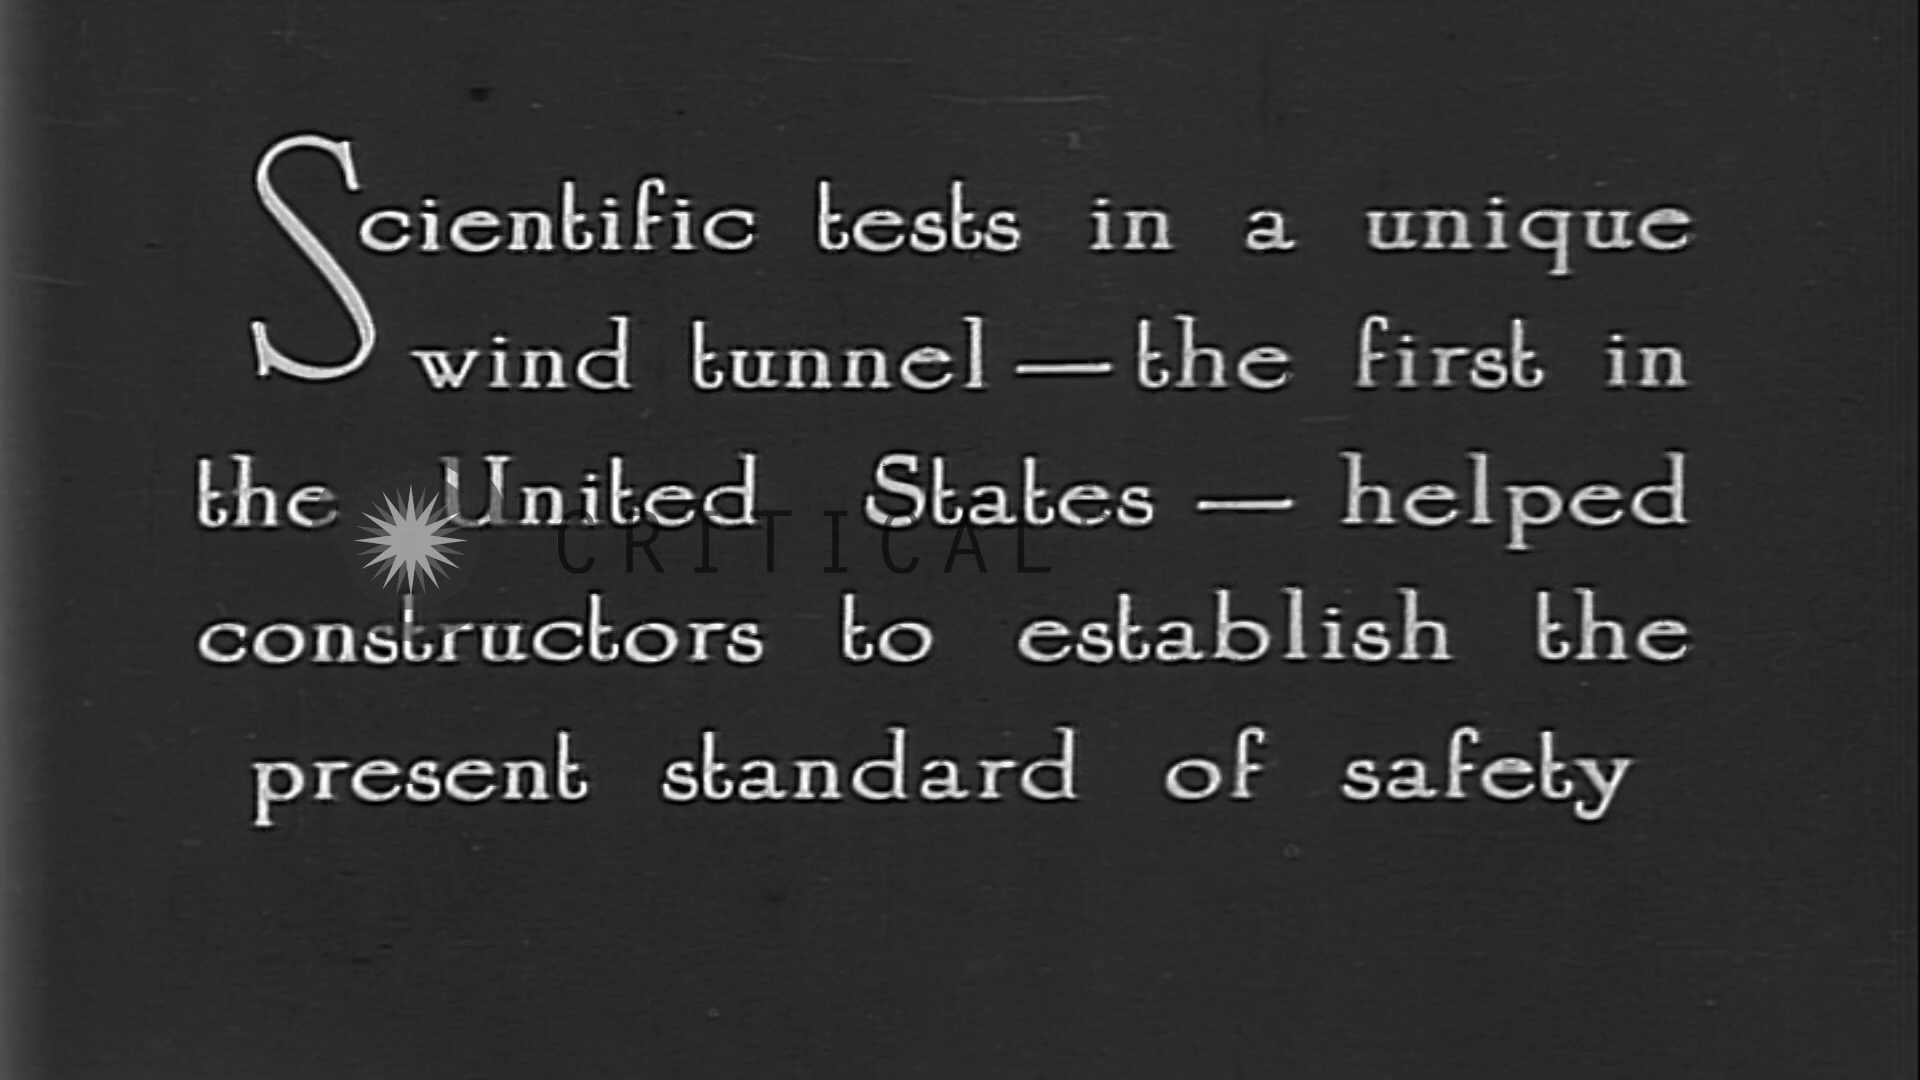 Scientific tests in a unique
wind tunnel — the first in
the United States — helped
CRITICAL
constructors to establish the
present standard of safety